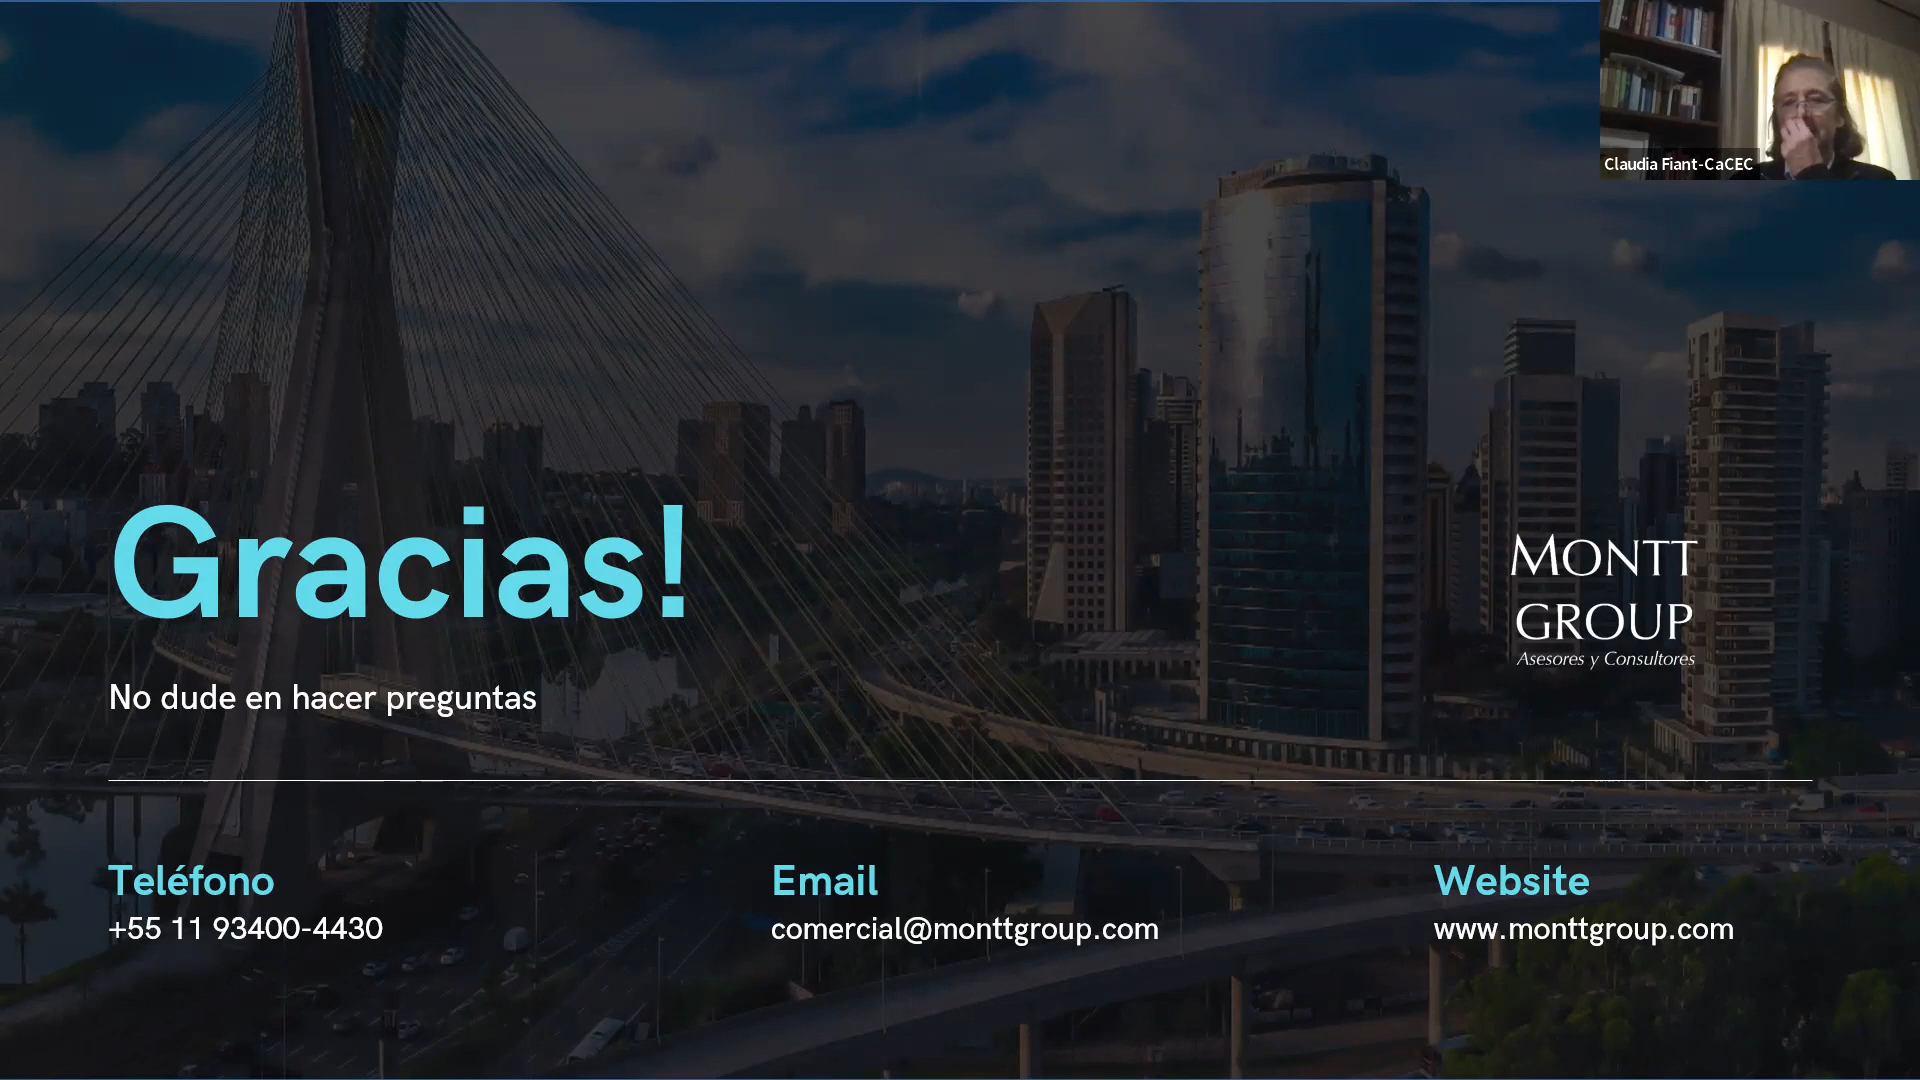 Claudia Fiant-CaCEC
Gracias!
No dude en hacer preguntas
MONTT
GROUP
Asesores y Consultores
Teléfono
+55 11 93400-4430
Email
comercial@monttgroup.com
Website
www.monttgroup.com